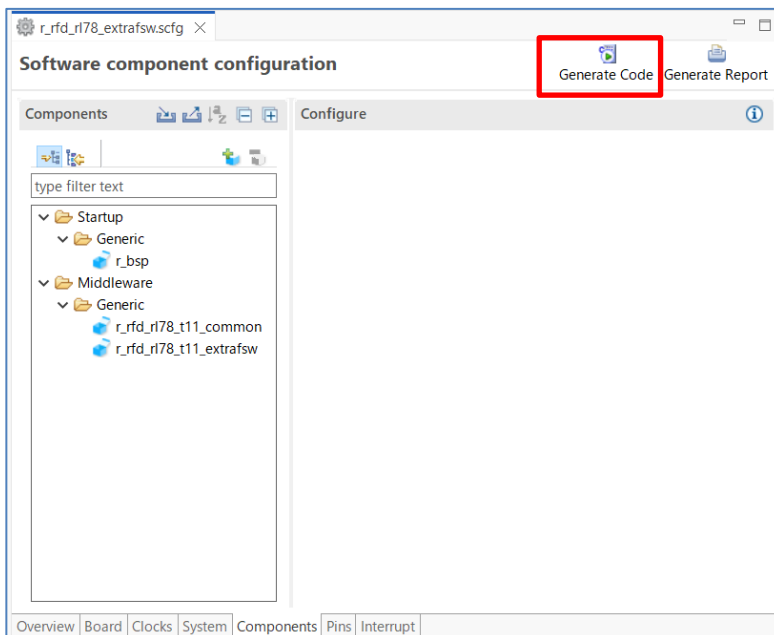 r_rfd_rl78_extrafsw.scfg
Software component configuration
Generate Code Generate Report
Components Configure
type filter text
Startup
Generic
r_bsp
Middleware
Generic
r_rfd_rl78_t11_common
r_rfd_rl78_t11_extrafsw
Overview Board Clocks System Components Pins Interrupt